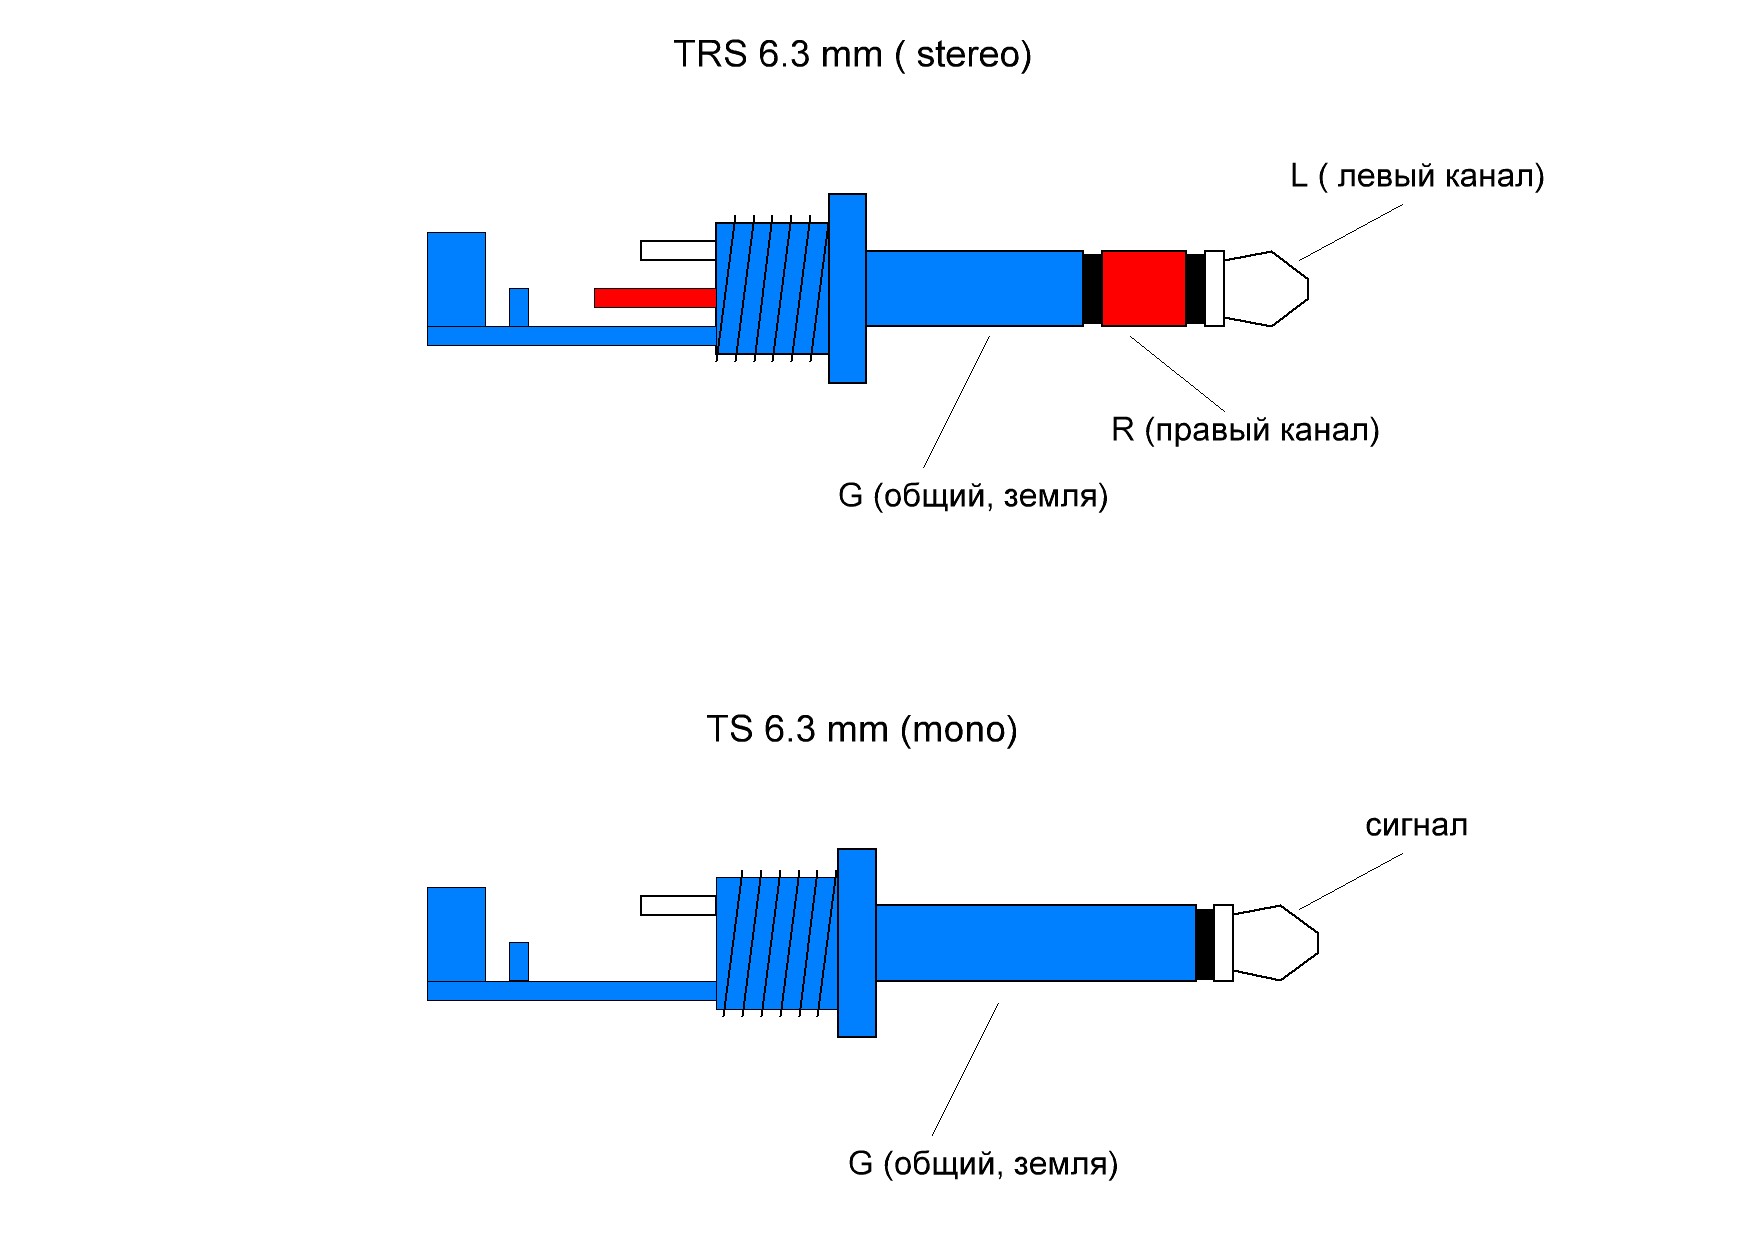 TRS 6.3 mm ( stereo)
L ( левый канал)
R (правый канал)
G (общий, земля)
TS 6.3 mm (mono)
сигнал
G (общий, земля)